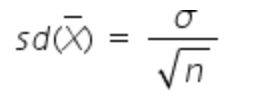 sd(X̅) = σ / √n